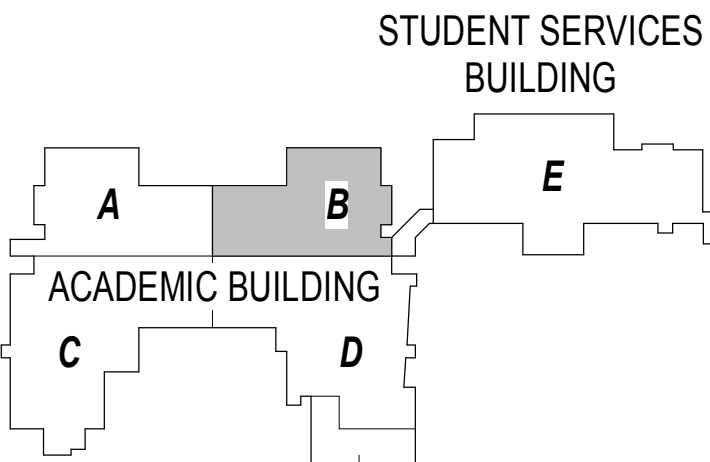 STUDENT SERVICES
BUILDING
A
B
E
ACADEMIC BUILDING
C
D